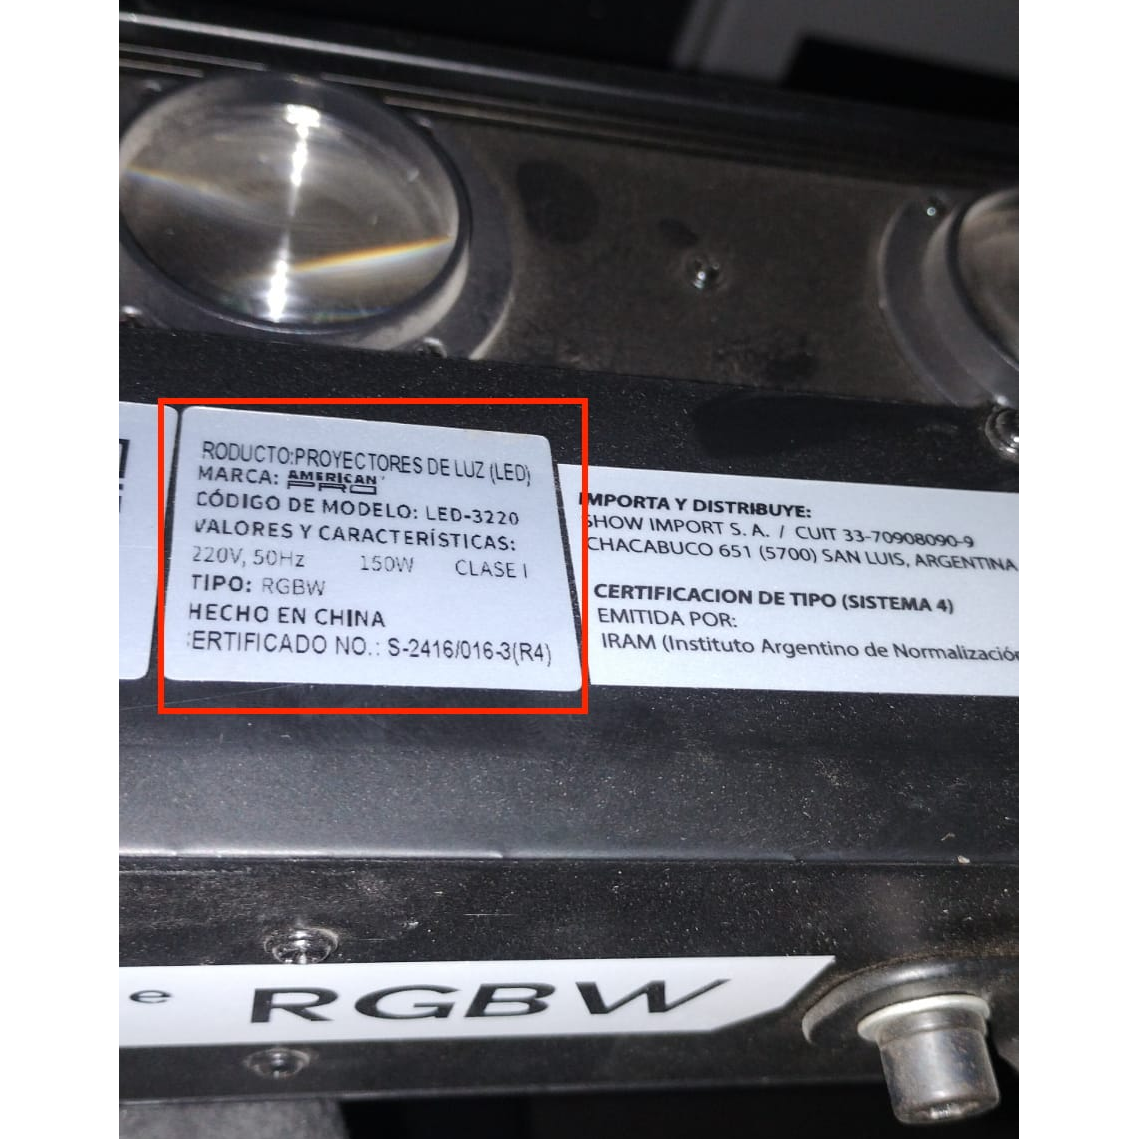 RODUCTO:PROYECTORES DE LUZ (LED)
MARCA: AMERICAN PRO
CÓDIGO DE MODELO: LED-3220
VALORES Y CARACTERÍSTICAS:
220V, 50Hz 150W CLASE I
TIPO: RGBW
HECHO EN CHINA
ERTIFICADO NO.: S-2416/016-3(R4)
IMPORTA Y DISTRIBUYE:
SHOW IMPORT S. A. / CUIT 33-70908090-9
CHACABUCO 651 (5700) SAN LUIS, ARGENTINA
CERTIFICACION DE TIPO (SISTEMA 4)
EMITIDA POR:
IRAM (Instituto Argentino de Normalización
e RGBW